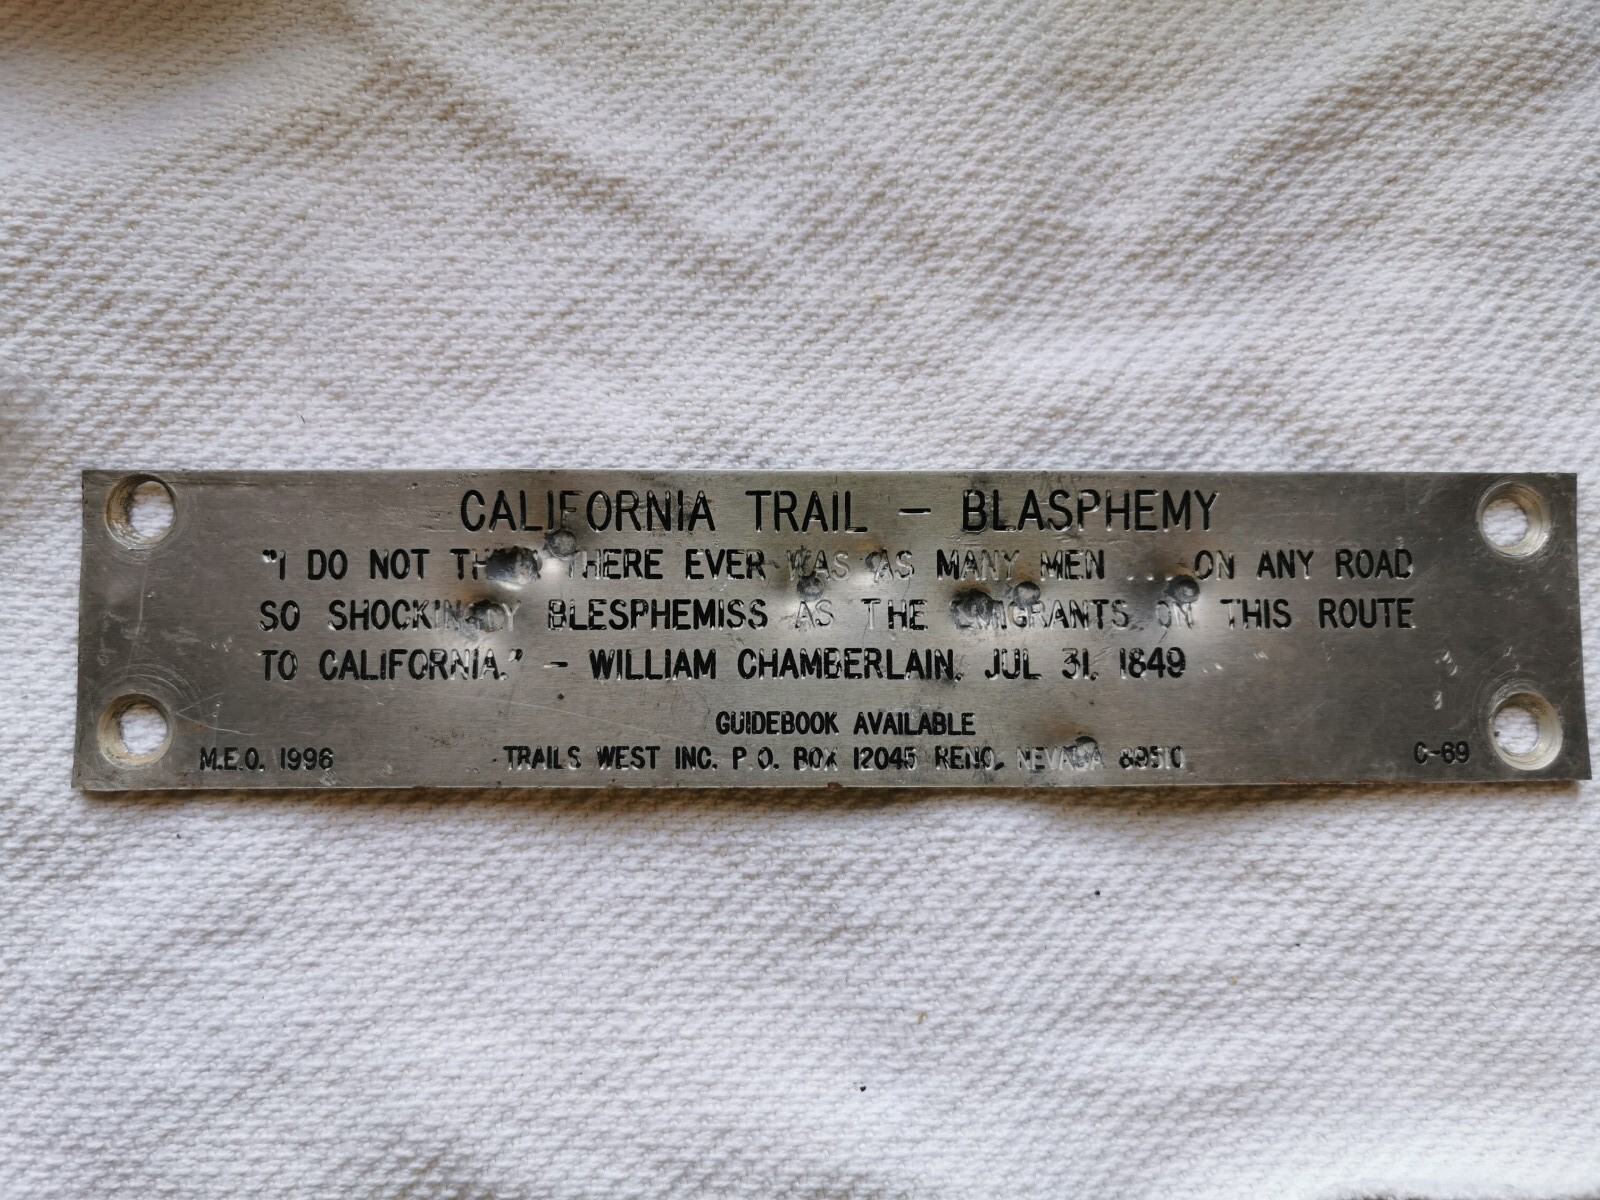 CALIFORNIA TRAIL – BLASPHEMY
"I DO NOT THINK THERE EVER WAS AS MANY MEN ... ON ANY ROAD
SO SHOCKINGLY BLESPHEMISS AS THE EMIGRANTS ON THIS ROUTE
TO CALIFORNIA." – WILLIAM CHAMBERLAIN, JUL 31, 1849
GUIDEBOOK AVAILABLE
M.E.O. 1996 TRAILS WEST INC. P.O. BOX 12045 RENO, NEVADA 89510 C-69